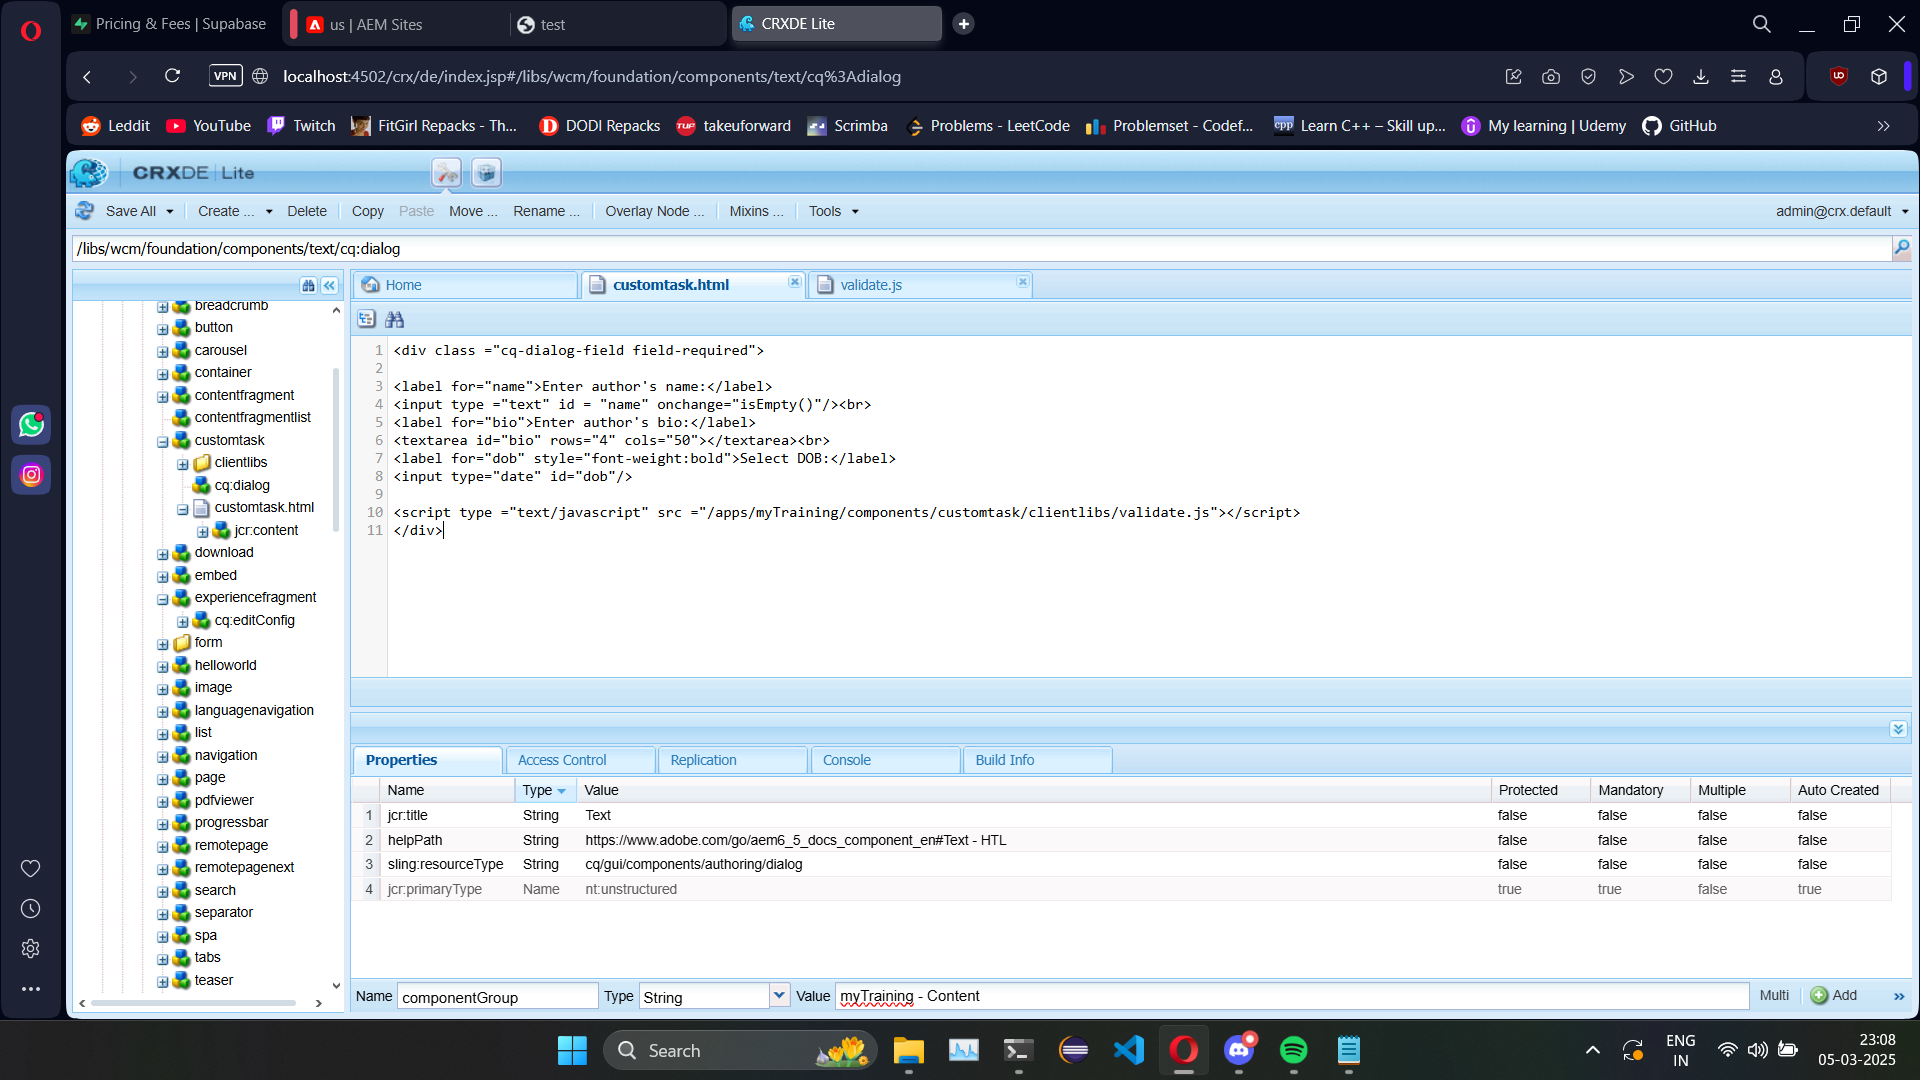 Pricing & Fees | Supabase
us | AEM Sites
test
CRXDE Lite
VPN
localhost:4502/crx/de/index.jsp#/libs/wcm/foundation/components/text/cq%3Adialog
Leddit
YouTube
Twitch
FitGirl Repacks - Th...
DODI Repacks
takeuforward
Scrimba
Problems - LeetCode
Problemset - Codef...
Learn C++ – Skill up...
My learning | Udemy
GitHub
CRXDE | Lite
Save All
Create ...
Delete
Copy
Paste
Move ...
Rename ...
Overlay Node ...
Mixins ...
Tools
admin@crx.default
/libs/wcm/foundation/components/text/cq:dialog
breadcrumb
button
carousel
container
contentfragment
contentfragmentlist
customtask
clientlibs
cq:dialog
customtask.html
jcr:content
download
embed
experiencefragment
cq:editConfig
form
helloworld
image
languagenavigation
list
navigation
page
pdfviewer
progressbar
remotepage
remotepagenext
search
separator
spa
tabs
teaser
Home
customtask.html
validate.js
1 <div class ="cq-dialog-field field-required">
2
3 <label for="name">Enter author's name:</label>
4 <input type ="text" id = "name" onchange="isEmpty()"/><br>
5 <label for="bio">Enter author's bio:</label>
6 <textarea id="bio" rows="4" cols="50"></textarea><br>
7 <label for="dob" style="font-weight:bold">Select DOB:</label>
8 <input type="date" id="dob"/>
9
10 <script type ="text/javascript" src ="/apps/myTraining/components/customtask/clientlibs/validate.js"></script>
11 </div>
Properties
Access Control
Replication
Console
Build Info
Name Type Value Protected Mandatory Multiple Auto Created
1 jcr:title String Text false false false false
2 helpPath String https://www.adobe.com/go/aem6_5_docs_component_en#Text - HTL false false false false
3 sling:resourceType String cq/gui/components/authoring/dialog false false false false
4 jcr:primaryType Name nt:unstructured true true false true
Name componentGroup Type String Value myTraining - Content Multi Add
Search
ENG
IN
23:08
05-03-2025